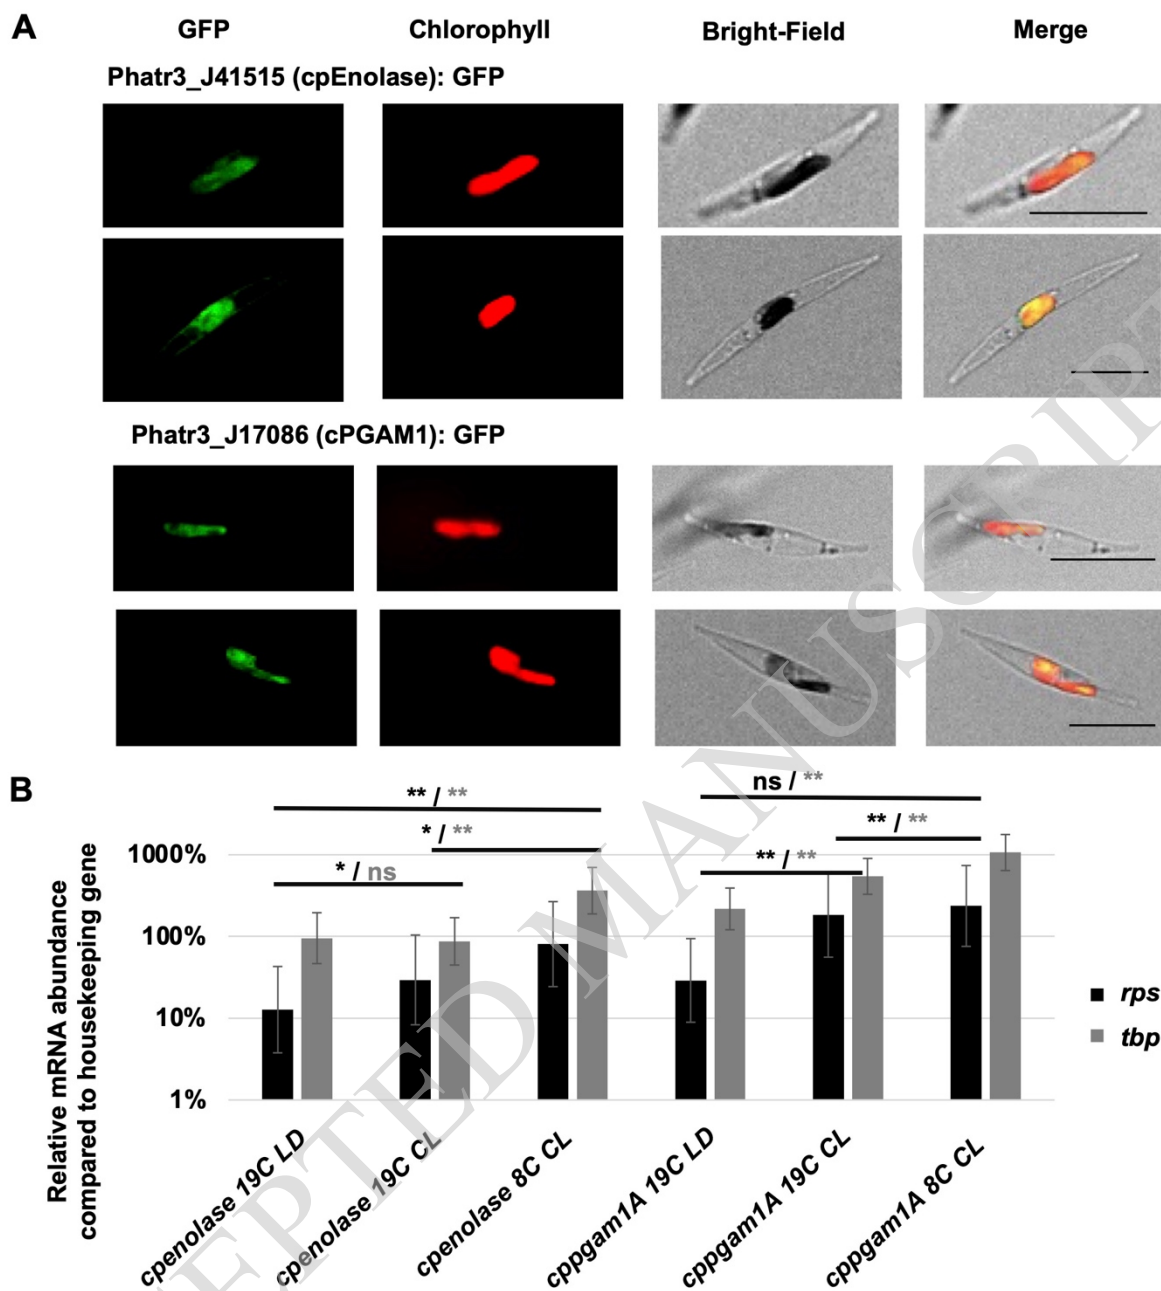 A
GFP Chlorophyll Bright-Field Merge
Phatr3_J41515 (cpEnolase): GFP
Phatr3_J17086 (cPGAM1): GFP
B
** / **
* / **
* / ns
ns / **
** / **
** / **
Relative mRNA abundance
compared to housekeeping gene
1000%
100%
10%
1%
rps
tbp
cpenolase 19C LD
cpenolase 19C CL
cpenolase 8C CL
cppgam1A 19C LD
cppgam1A 19C CL
cppgam1A 8C CL
EPTED MANUSCRIPT